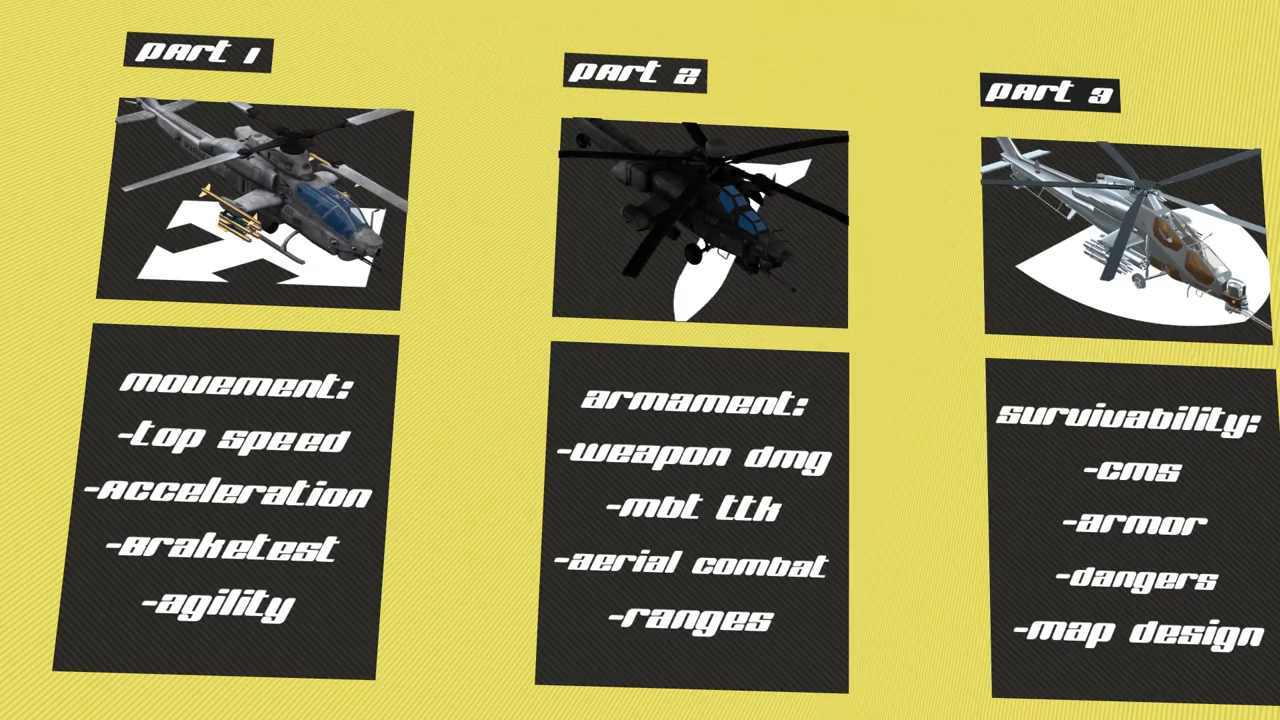 part 1
part 2
part 3
movement:
-top speed
-Acceleration
-Braketest
-agility
armament:
-weapon dmg
-mbt ttk
-aerial combat
-ranges
survivability:
-cms
-armor
-dangers
-map design